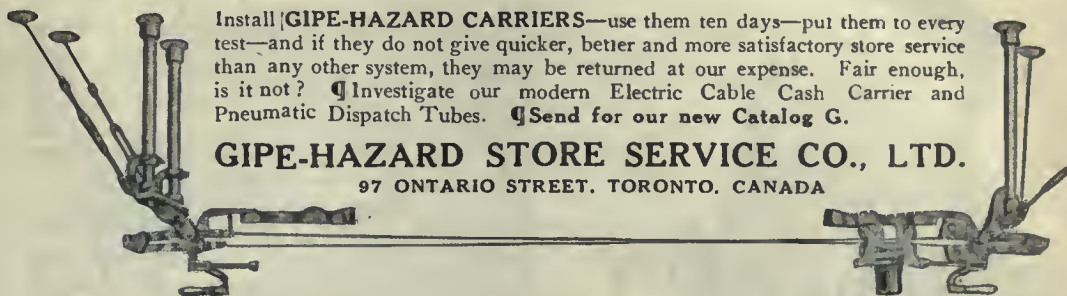 Install GIPE-HAZARD CARRIERS—use them ten days—put them to every
test—and if they do not give quicker, better and more satisfactory store service
than any other system, they may be returned at our expense. Fair enough,
is it not? ¶Investigate our modern Electric Cable Cash Carrier and
Pneumatic Dispatch Tubes. ¶Send for our new Catalog G.
GIPE-HAZARD STORE SERVICE CO., LTD.
97 ONTARIO STREET. TORONTO. CANADA